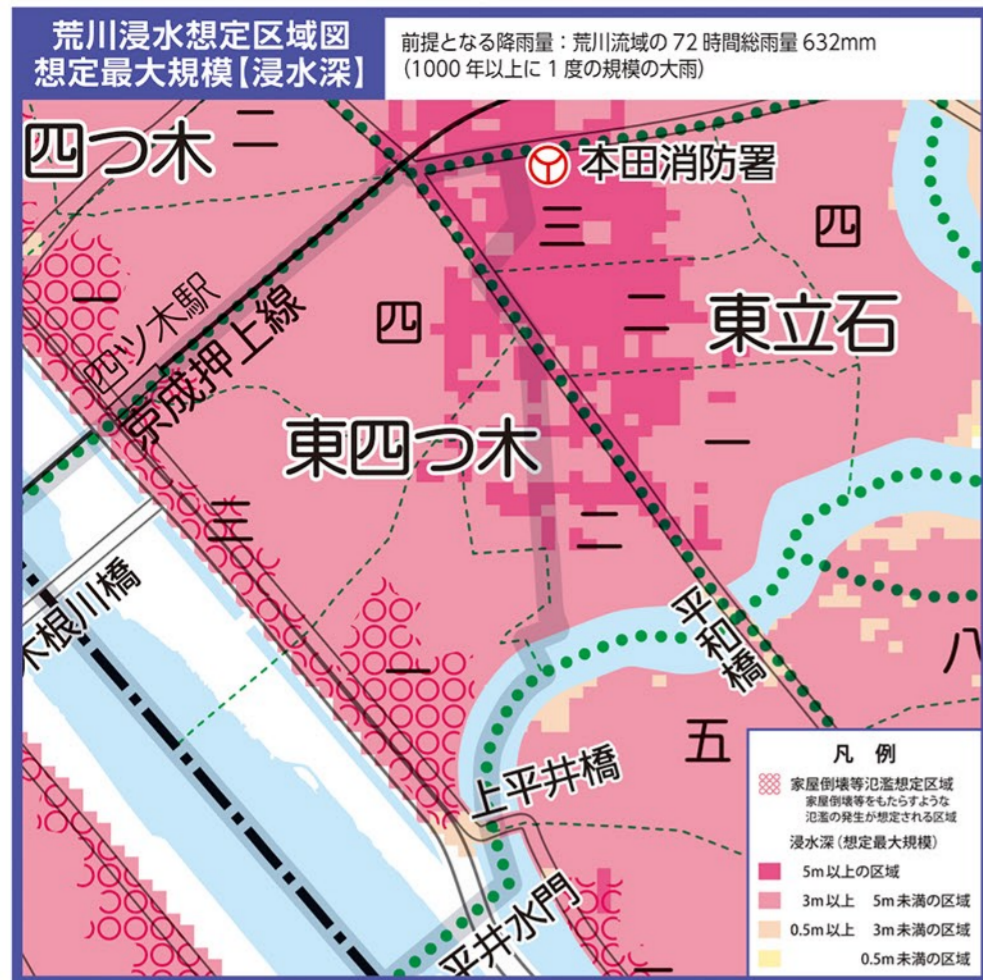 荒川浸水想定区域図
想定最大規模【浸水深】
前提となる降雨量：荒川流域の72時間総雨量632mm
（1000年以上に1度の規模の大雨）
四つ木
二
本田消防署
三
四
一
四ツ木駅
京成押上線
四
二
東立石
東四つ木
一
三
二
木根川橋
平和橋
一
八
五
上平井橋
平井水門
二
凡 例
家屋倒壊等氾濫想定区域
家屋倒壊等をもたらすような
氾濫の発生が想定される区域
浸水深（想定最大規模）
5m以上の区域
3m以上 5m未満の区域
0.5m以上 3m未満の区域
0.5m未満の区域